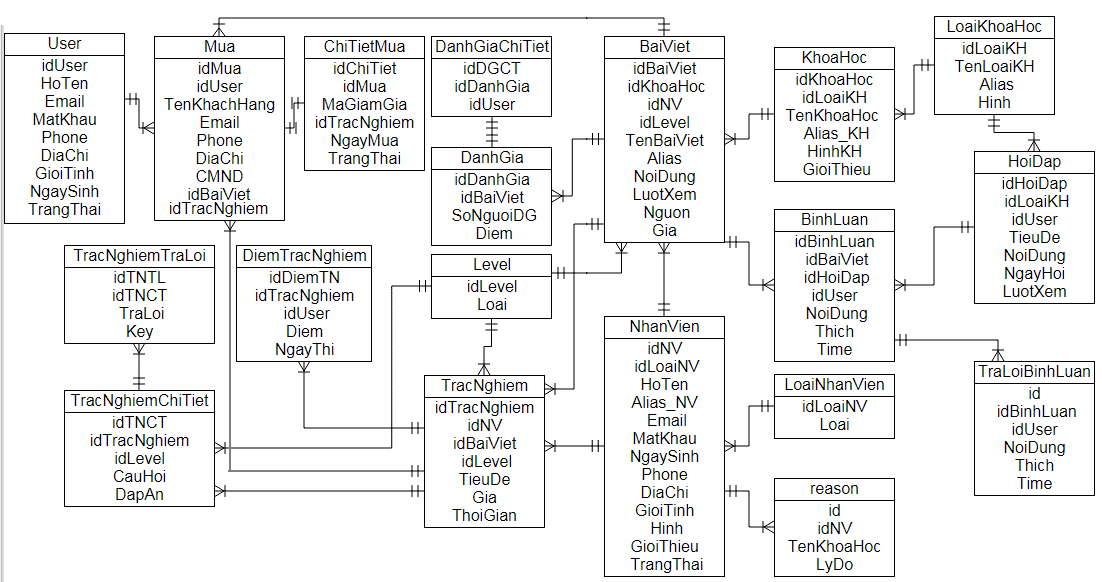 User
idUser
HoTen
Email
MatKhau
Phone
DiaChi
GioiTinh
NgaySinh
TrangThai
Mua
idMua
idUser
TenKhachHang
Email
Phone
DiaChi
CMND
idBaiViet
idTracNghiem
ChiTietMua
idChiTiet
idMua
MaGiamGia
idTracNghiem
NgayMua
TrangThai
DanhGiaChiTiet
idDGCT
idDanhGia
idUser
DanhGia
idDanhGia
idBaiViet
SoNguoiDG
Diem
BaiViet
idBaiViet
idKhoaHoc
idNV
idLevel
TenBaiViet
Alias
NoiDung
LuotXem
Nguon
Gia
KhoaHoc
idKhoaHoc
idLoaiKH
TenKhoaHoc
Alias_KH
HinhKH
GioiThieu
LoaiKhoaHoc
idLoaiKH
TenLoaiKH
Alias
Hinh
HoiDap
idHoiDap
idLoaiKH
idUser
TieuDe
NoiDung
NgayHoi
LuotXem
BinhLuan
idBinhLuan
idBaiViet
idHoiDap
idUser
NoiDung
Thich
Time
TracNghiemTraLoi
idTNTL
idTNCT
TraLoi
Key
DiemTracNghiem
idDiemTN
idTracNghiem
idUser
Diem
NgayThi
Level
idLevel
Loai
TracNghiemChiTiet
idTNCT
idTracNghiem
idLevel
CauHoi
DapAn
TracNghiem
idTracNghiem
idNV
idBaiViet
idLevel
TieuDe
Gia
ThoiGian
NhanVien
idNV
idLoaiNV
HoTen
Alias_NV
Email
MatKhau
NgaySinh
Phone
DiaChi
GioiTinh
Hinh
GioiThieu
TrangThai
LoaiNhanVien
idLoaiNV
Loai
reason
id
idNV
TenKhoaHoc
LyDo
TraLoiBinhLuan
id
idBinhLuan
idUser
NoiDung
Thich
Time